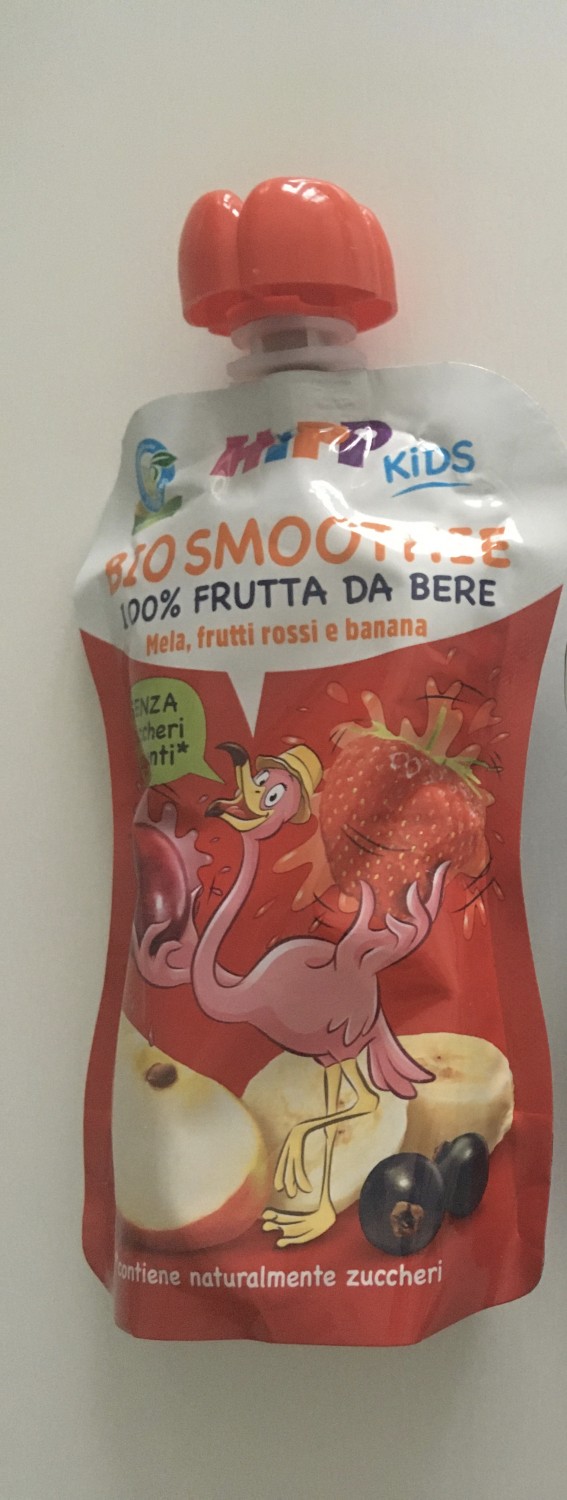 HiPP KiDS
BIO SMOOTHIE
100% FRUTTA DA BERE
Mela, frutti rossi e banana
*contiene naturalmente zuccheri